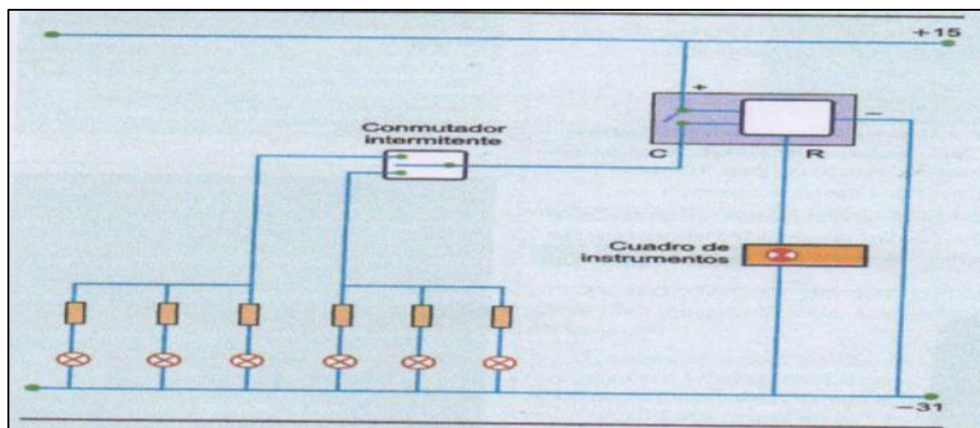 +15
+
−
Conmutador
intermitente
C
R
Cuadro de
instrumentos
−31